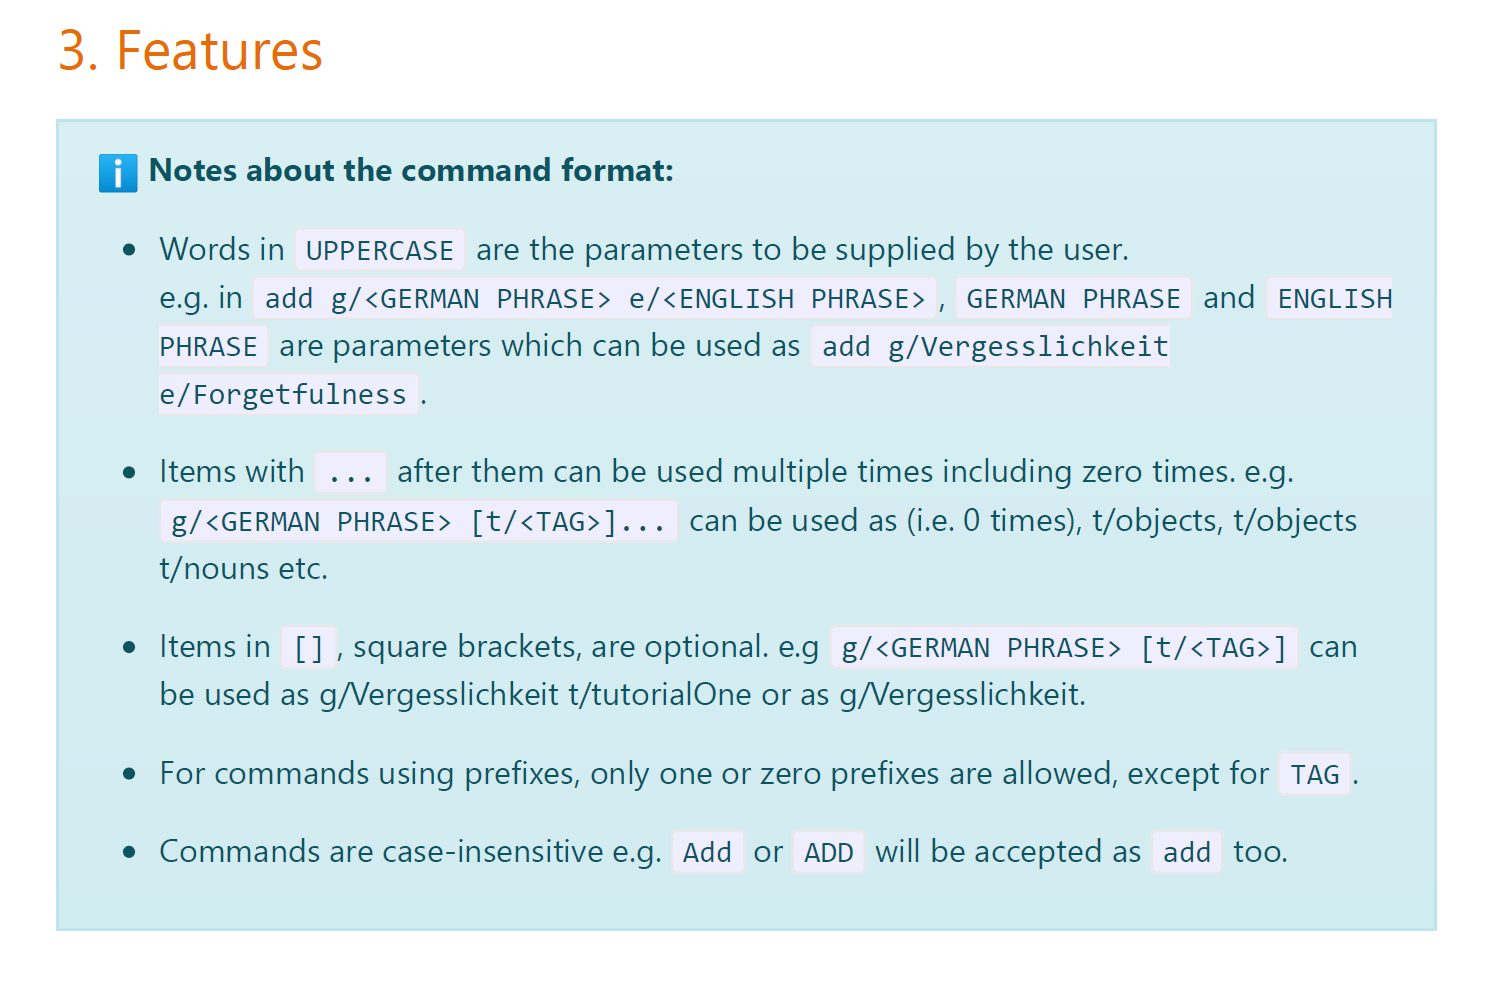 3. Features
Notes about the command format:
Words in UPPERCASE are the parameters to be supplied by the user.
e.g. in add g/<GERMAN PHRASE> e/<ENGLISH PHRASE>, GERMAN PHRASE and ENGLISH
PHRASE are parameters which can be used as add g/Vergesslichkeit
e/Forgetfulness.
Items with ... after them can be used multiple times including zero times. e.g.
g/<GERMAN PHRASE> [t/<TAG>]... can be used as (i.e. 0 times), t/objects, t/objects
t/nouns etc.
Items in [], square brackets, are optional. e.g g/<GERMAN PHRASE> [t/<TAG>] can
be used as g/Vergesslichkeit t/tutorialOne or as g/Vergesslichkeit.
For commands using prefixes, only one or zero prefixes are allowed, except for TAG.
Commands are case-insensitive e.g. Add or ADD will be accepted as add too.